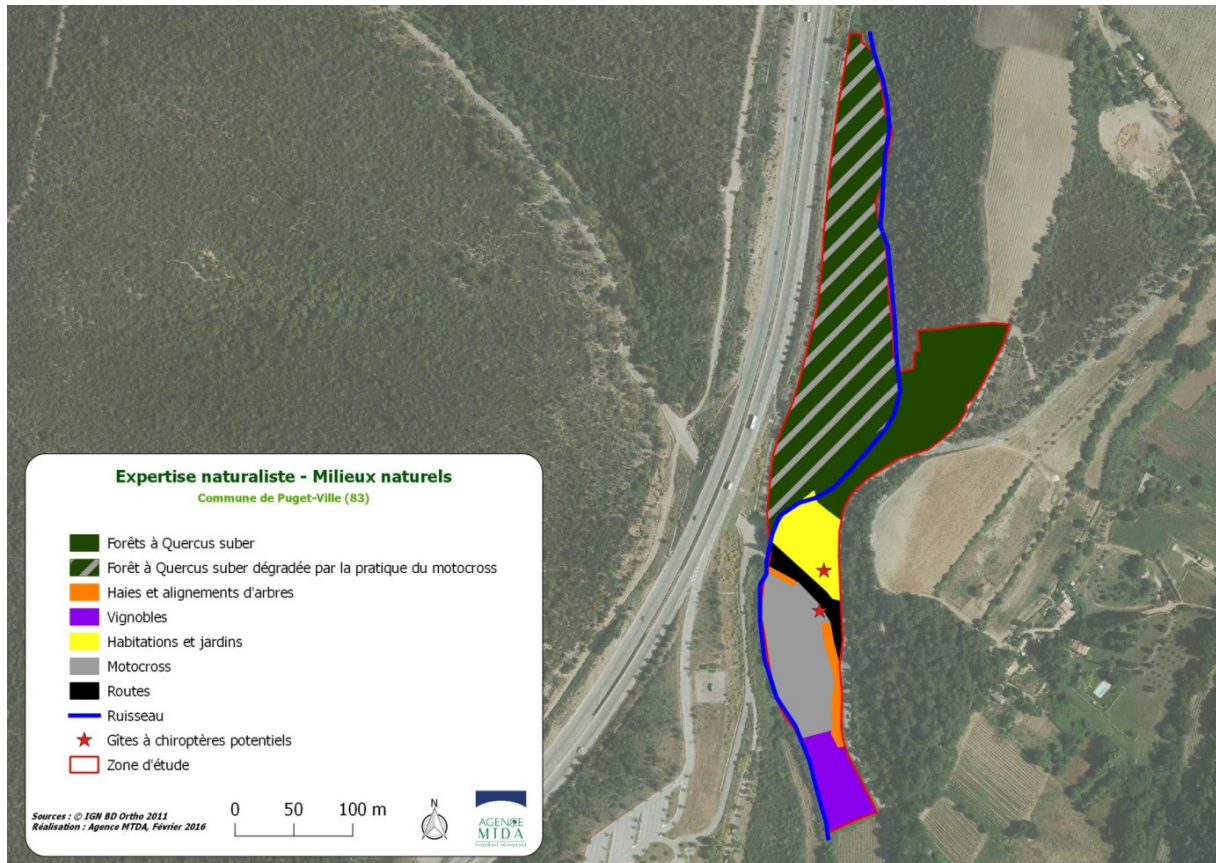 Expertise naturaliste - Milieux naturels
Commune de Puget-Ville (83)
Forêts à Quercus suber
Forêt à Quercus suber dégradée par la pratique du motocross
Haies et alignements d'arbres
Vignobles
Habitations et jardins
Motocross
Routes
Ruisseau
Gîtes à chiroptères potentiels
Zone d'étude
Sources : © IGN BD Ortho 2011
Réalisation : Agence MTDA, Février 2016
0 50 100 m
N
AGENCE
MTDA